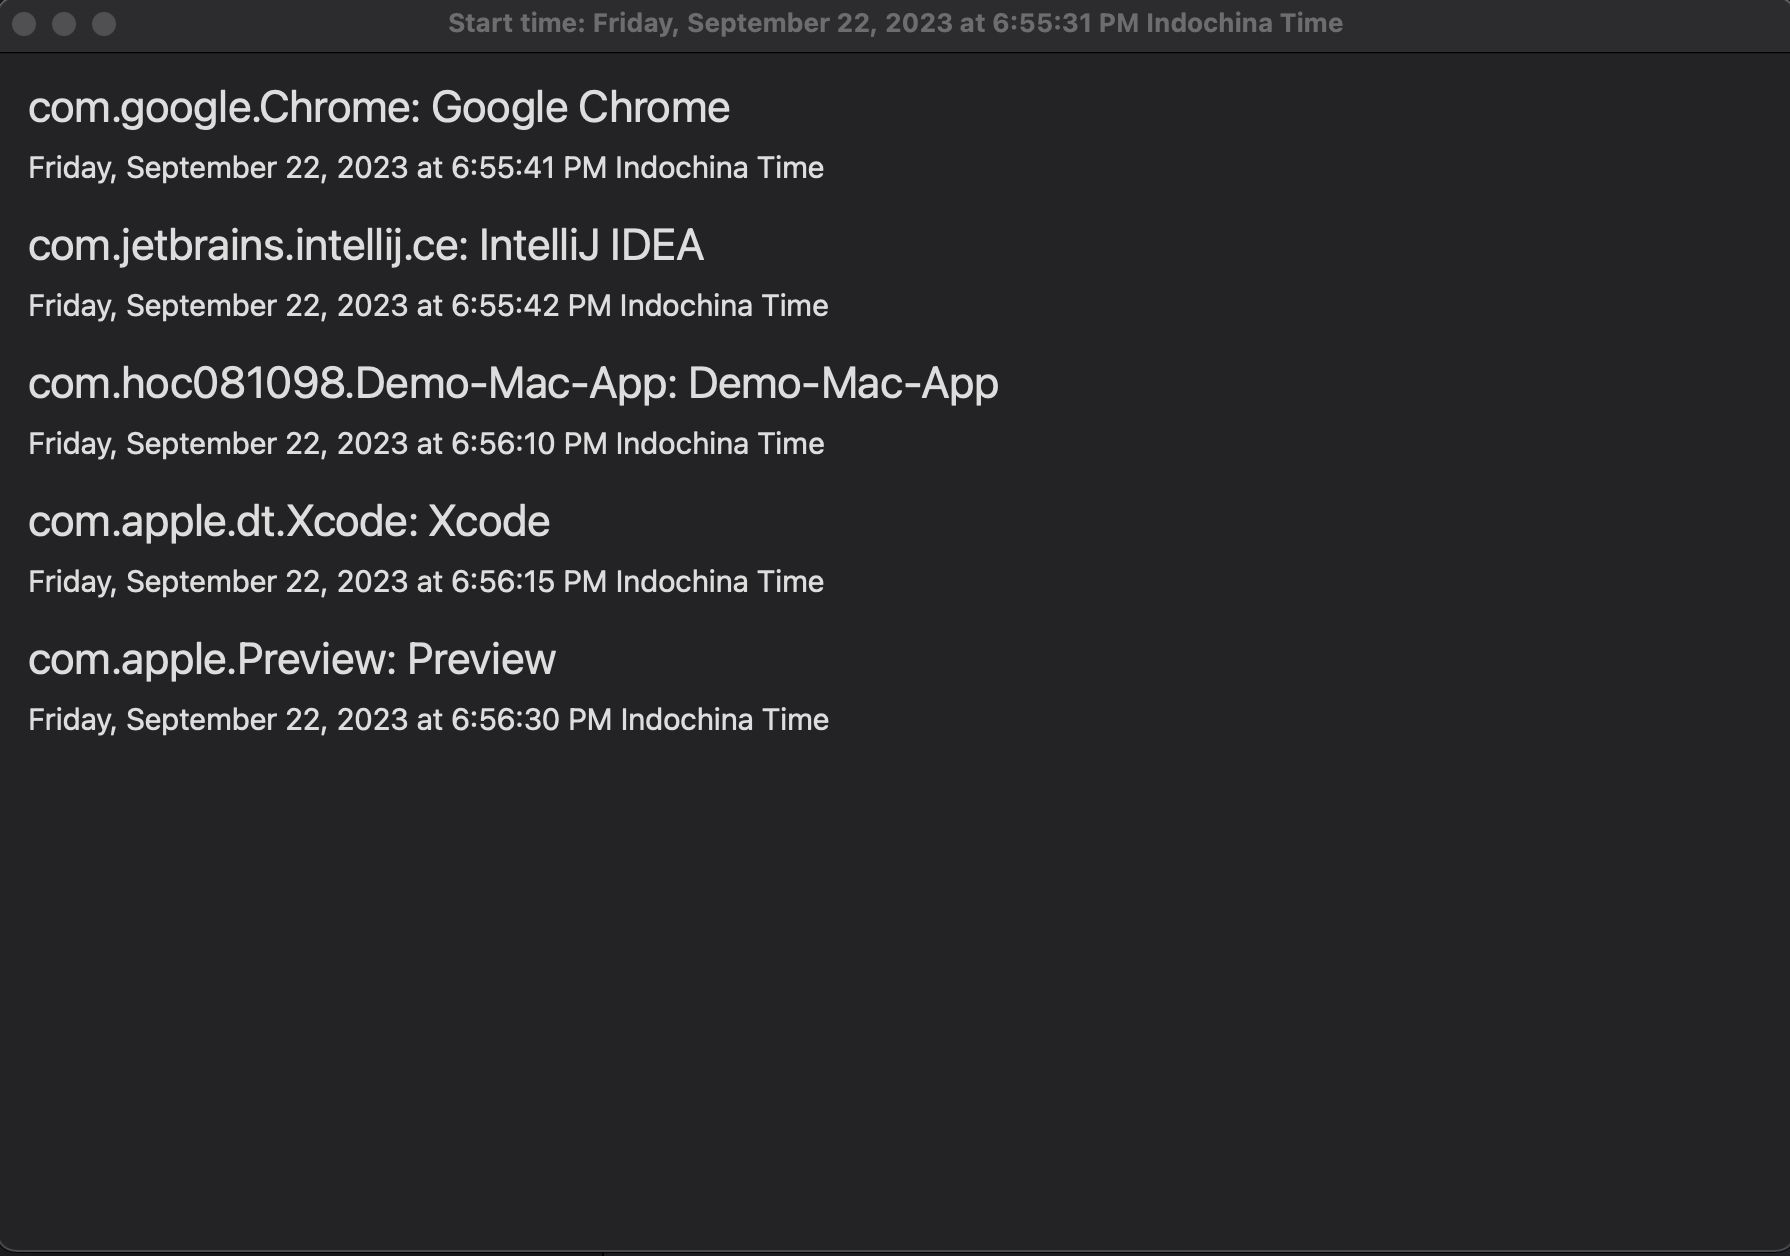 Start time: Friday, September 22, 2023 at 6:55:31 PM Indochina Time
com.google.Chrome: Google Chrome
Friday, September 22, 2023 at 6:55:41 PM Indochina Time
com.jetbrains.intellij.ce: IntelliJ IDEA
Friday, September 22, 2023 at 6:55:42 PM Indochina Time
com.hoc081098.Demo-Mac-App: Demo-Mac-App
Friday, September 22, 2023 at 6:56:10 PM Indochina Time
com.apple.dt.Xcode: Xcode
Friday, September 22, 2023 at 6:56:15 PM Indochina Time
com.apple.Preview: Preview
Friday, September 22, 2023 at 6:56:30 PM Indochina Time